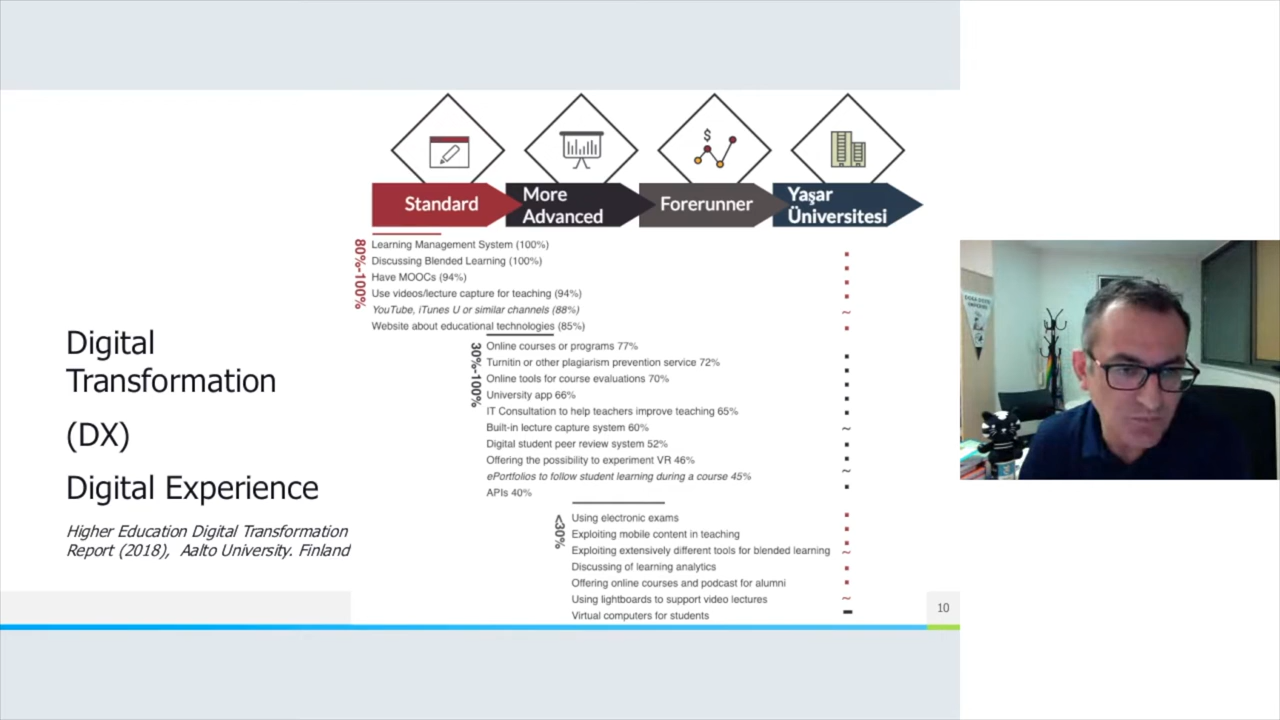 Standard
More
Advanced
Forerunner
Yaşar
Üniversitesi
80%-100%
Learning Management System (100%)
Discussing Blended Learning (100%)
Have MOOCs (94%)
Use videos/lecture capture for teaching (94%)
YouTube, iTunes U or similar channels (88%)
Website about educational technologies (85%)
30%-100%
Online courses or programs 77%
Turnitin or other plagiarism prevention service 72%
Online tools for course evaluations 70%
University app 66%
IT Consultation to help teachers improve teaching 65%
Built-in lecture capture system 60%
Digital student peer review system 52%
Offering the possibility to experiment VR 46%
ePortfolios to follow student learning during a course 45%
APIs 40%
<30%
Using electronic exams
Exploiting mobile content in teaching
Exploiting extensively different tools for blended learning
Discussing of learning analytics
Offering online courses and podcast for alumni
Using lightboards to support video lectures
Virtual computers for students
Digital
Transformation
(DX)
Digital Experience
Higher Education Digital Transformation
Report (2018), Aalto University. Finland
10